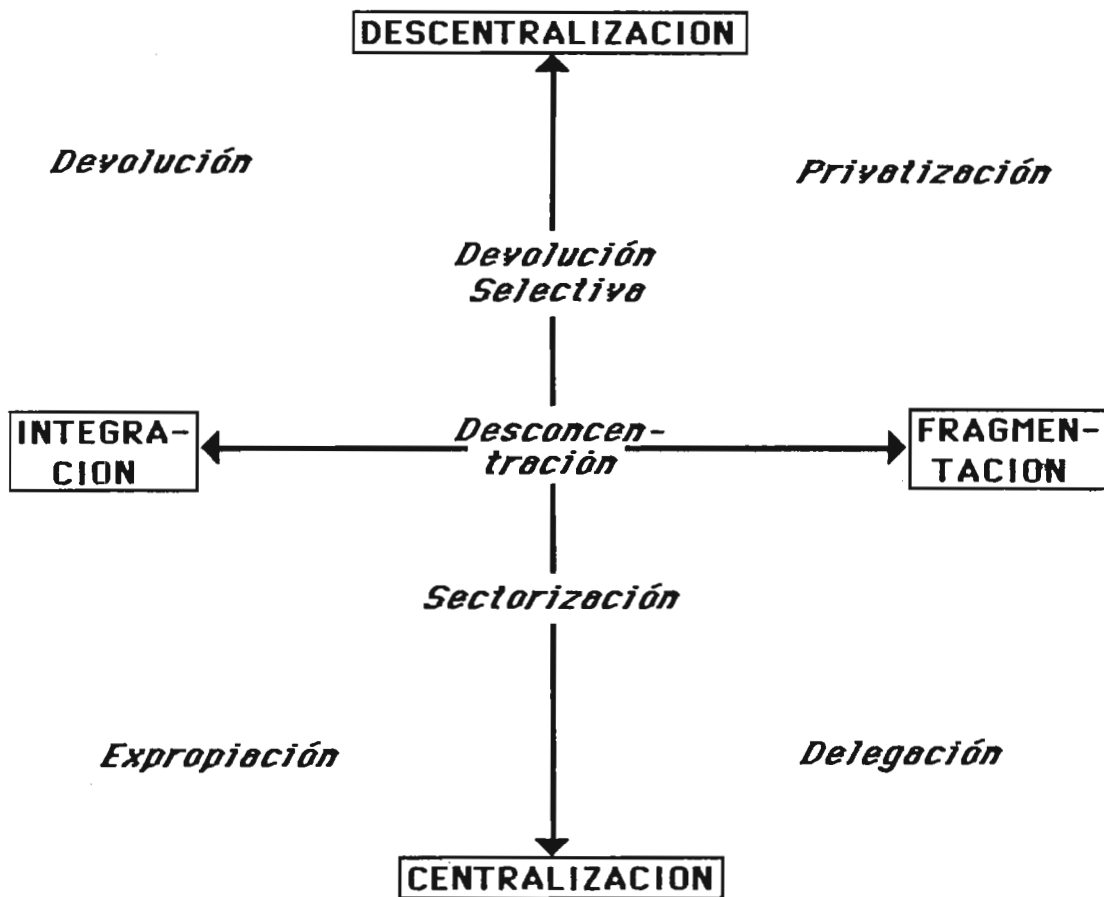 DESCENTRALIZACION
Devolución
Privatización
Devolución
Selectiva
INTEGRA-
CION
Desconcen-
tración
FRAGMEN-
TACION
Sectorización
Expropiación
Delegación
CENTRALIZACION